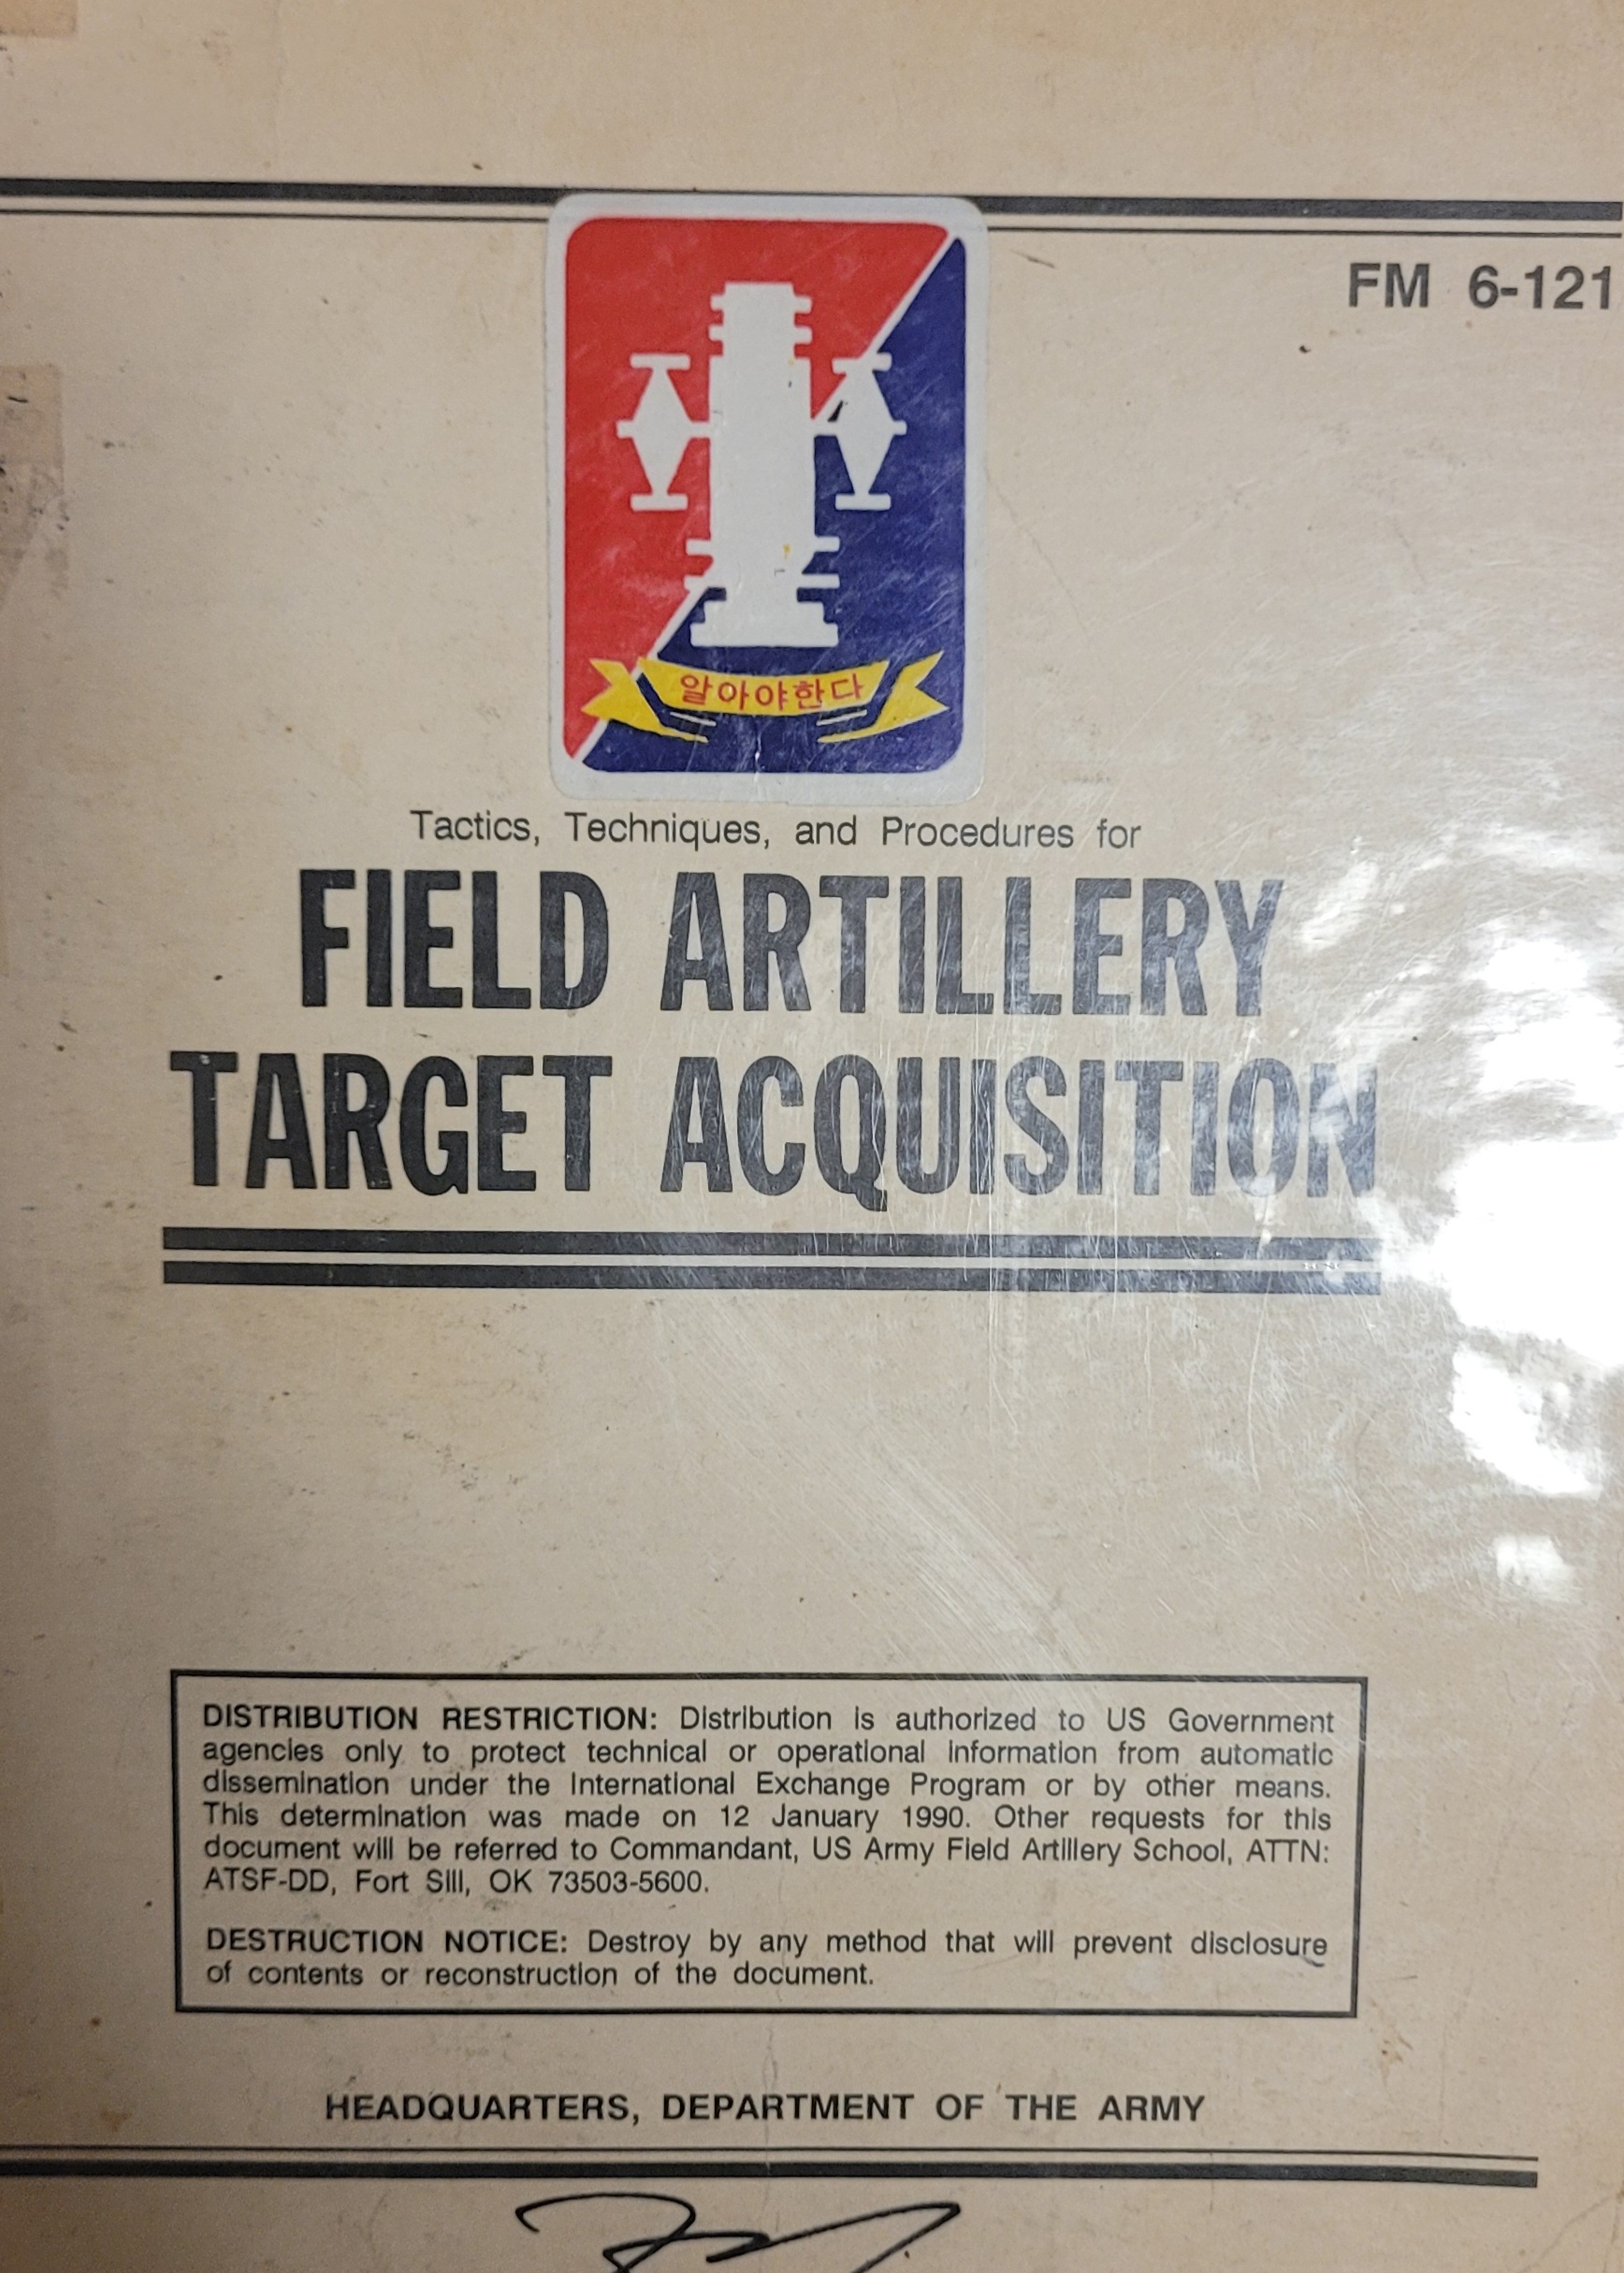 FM 6-121
알아야한다
Tactics, Techniques, and Procedures for
FIELD ARTILLERY
TARGET ACQUISITION
DISTRIBUTION RESTRICTION: Distribution is authorized to US Government
agencies only to protect technical or operational information from automatic
dissemination under the International Exchange Program or by other means.
This determination was made on 12 January 1990. Other requests for this
document will be referred to Commandant, US Army Field Artillery School, ATTN:
ATSF-DD, Fort Sill, OK 73503-5600.
DESTRUCTION NOTICE: Destroy by any method that will prevent disclosure
of contents or reconstruction of the document.
HEADQUARTERS, DEPARTMENT OF THE ARMY